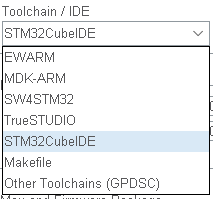 Toolchain / IDE
STM32CubeIDE
EWARM
MDK-ARM
SW4STM32
TrueSTUDIO
STM32CubeIDE
Makefile
Other Toolchains (GPDSC)